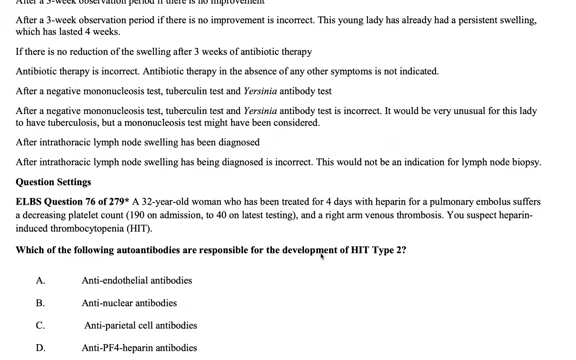 After a 3-week observation period if there is no improvement
After a 3-week observation period if there is no improvement is incorrect. This young lady has already had a persistent swelling,
which has lasted 4 weeks.
If there is no reduction of the swelling after 3 weeks of antibiotic therapy
Antibiotic therapy is incorrect. Antibiotic therapy in the absence of any other symptoms is not indicated.
After a negative mononucleosis test, tuberculin test and Yersinia antibody test
After a negative mononucleosis test, tuberculin test and Yersinia antibody test is incorrect. It would be very unusual for this lady
to have tuberculosis, but a mononucleosis test might have been considered.
After intrathoracic lymph node swelling has been diagnosed
After intrathoracic lymph node swelling has being diagnosed is incorrect. This would not be an indication for lymph node biopsy.
Question Settings
ELBS Question 76 of 279* A 32-year-old woman who has been treated for 4 days with heparin for a pulmonary embolus suffers
a decreasing platelet count (190 on admission, to 40 on latest testing), and a right arm venous thrombosis. You suspect heparin-
induced thrombocytopenia (HIT).
Which of the following autoantibodies are responsible for the development of HIT Type 2?
A. Anti-endothelial antibodies
B. Anti-nuclear antibodies
C. Anti-parietal cell antibodies
D. Anti-PF4-heparin antibodies